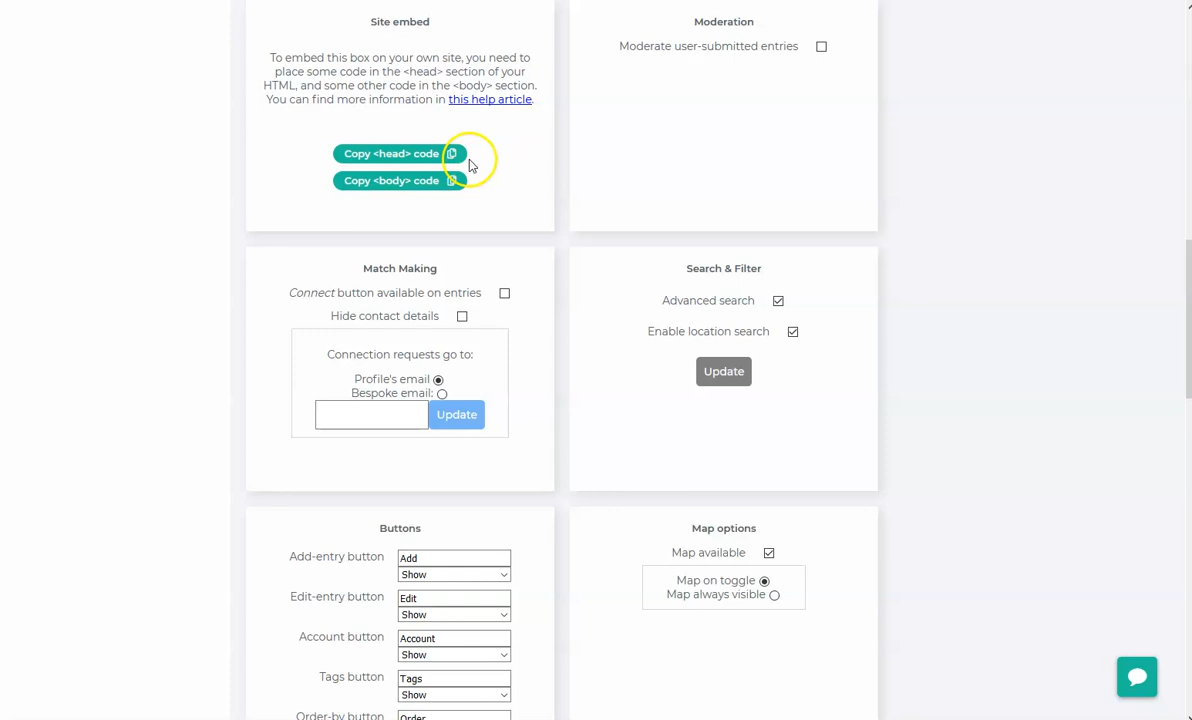 Site embed
To embed this box on your own site, you need to
place some code in the <head> section of your
HTML, and some other code in the <body> section.
You can find more information in this help article.
Copy <head> code
Copy <body> code
Moderation
Moderate user-submitted entries
Match Making
Connect button available on entries
Hide contact details
Connection requests go to:
Profile's email
Bespoke email:
Update
Search & Filter
Advanced search
Enable location search
Update
Buttons
Add-entry button
Add
Show
Edit-entry button
Edit
Show
Account button
Account
Show
Tags button
Tags
Show
Order-by button
Order
Map options
Map available
Map on toggle
Map always visible